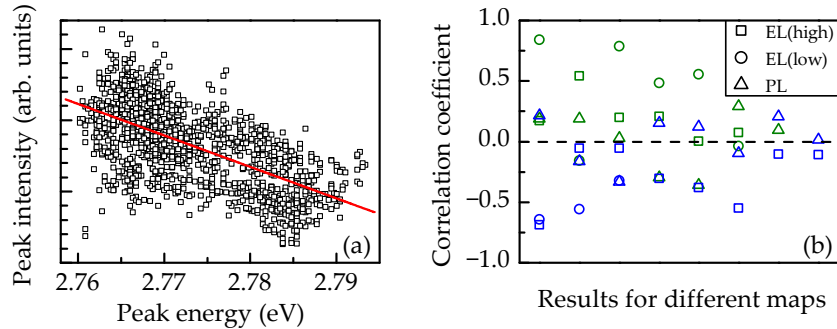 Peak intensity (arb. units)
(a)
2.76 2.77 2.78 2.79
Peak energy (eV)
Correlation coefficient
1.0
0.5
0.0
−0.5
−1.0
EL(high)
EL(low)
PL
(b)
Results for different maps